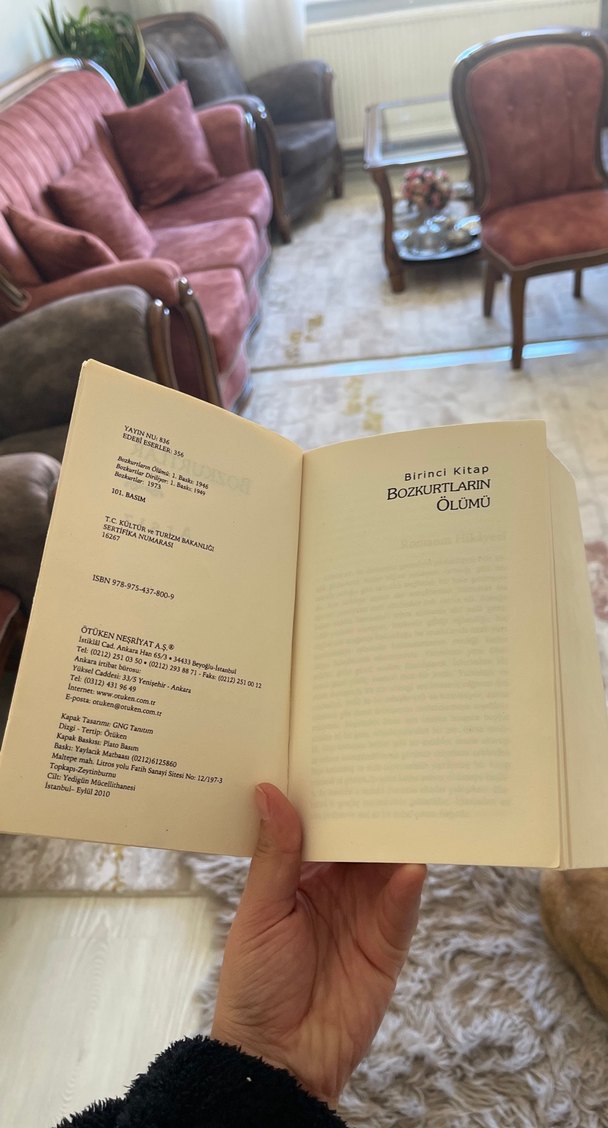 YAYIN NU: 836
EDEBÎ ESERLER: 356
Bozkurtların Ölümü: 1. Baskı: 1946
Bozkurtlar Diriliyor: 1. Baskı: 1949
Bozkurtlar: 1973
101. BASIM
T.C. KÜLTÜR ve TURİZM BAKANLIĞI
SERTİFİKA NUMARASI
16267
ISBN 978-975-437-800-9
ÖTÜKEN NEŞRİYAT A.Ş.®
İstiklâl Cad. Ankara Han 65/3 • 34433 Beyoğlu-İstanbul
Tel: (0212) 251 03 50 • (0212) 293 88 71 - Faks: (0212) 251 00 12
Ankara irtibat bürosu:
Yüksel Caddesi: 33/5 Yenişehir - Ankara
Tel: (0312) 431 96 49
İnternet: www.otuken.com.tr
E-posta: otuken@otuken.com.tr
Kapak Tasarımı: GNG Tanıtım
Dizgi - Tertip: Ötüken
Kapak Baskısı: Plato Basım
Baskı: Yaylacık Matbaası (0212)6125860
Maltepe mah. Litros yolu Fatih Sanayi Sitesi No: 12/197-3
Topkapı-Zeytinburnu
Cilt: Yedigün Mücellithanesi
İstanbul- Eylül 2010
Birinci Kitap
BOZKURTLARIN
ÖLÜMÜ